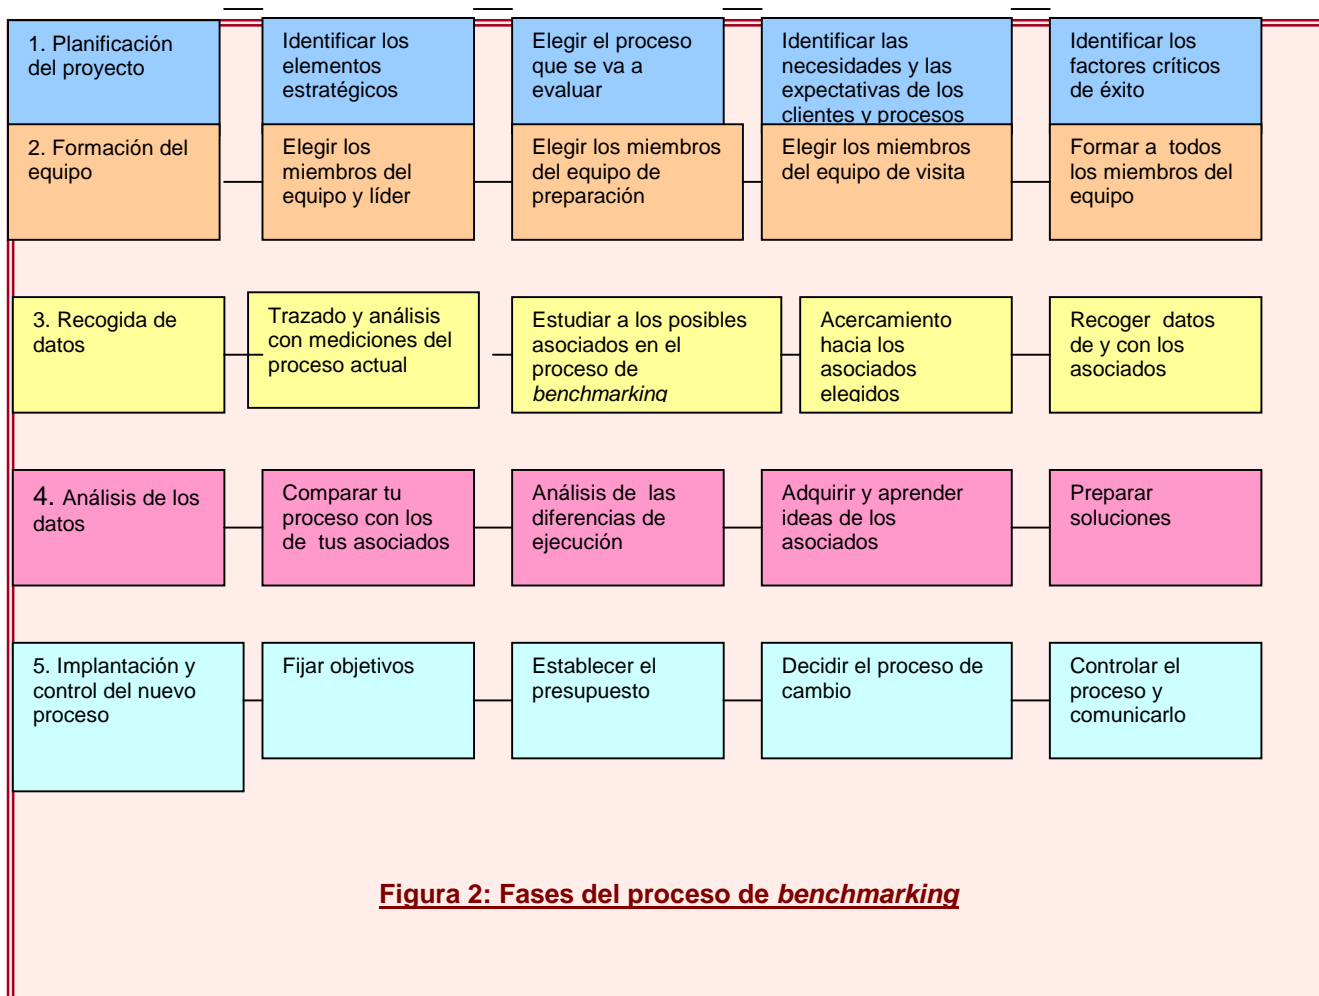 1. Planificación
del proyecto
Identificar los
elementos
estratégicos
Elegir el proceso
que se va a
evaluar
Identificar las
necesidades y las
expectativas de los
clientes y procesos
Identificar los
factores críticos
de éxito
2. Formación del
equipo
Elegir los
miembros del
equipo y líder
Elegir los miembros
del equipo de
preparación
Elegir los miembros
del equipo de visita
Formar a todos
los miembros del
equipo
3. Recogida de
datos
Trazado y análisis
con mediciones del
proceso actual
Estudiar a los posibles
asociados en el
proceso de
benchmarking
Acercamiento
hacia los
asociados
elegidos
Recoger datos
de y con los
asociados
4. Análisis de los
datos
Comparar tu
proceso con los
de tus asociados
Análisis de las
diferencias de
ejecución
Adquirir y aprender
ideas de los
asociados
Preparar
soluciones
5. Implantación y
control del nuevo
proceso
Fijar objetivos
Establecer el
presupuesto
Decidir el proceso de
cambio
Controlar el
proceso y
comunicarlo
Figura 2: Fases del proceso de benchmarking